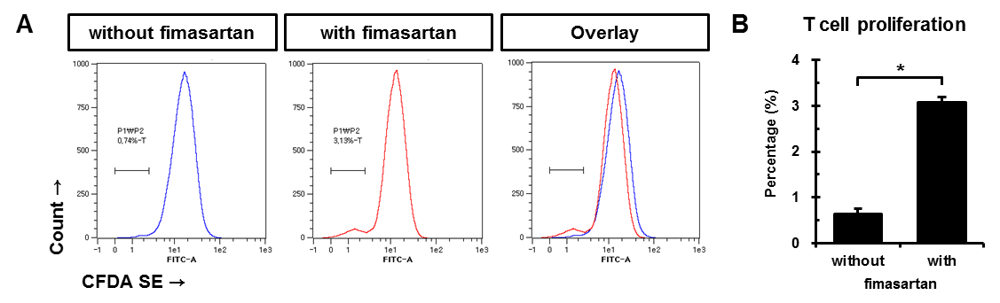 A
without fimasartan
with fimasartan
Overlay
B
T cell proliferation
1000
750
500
250
0
P1₩P2
0,74%-T
−1
0
1
1e1
1e2
1e3
FITC-A
1000
750
500
250
0
P1₩P2
3,13%-T
−1
0
1
1e1
1e2
1e3
FITC-A
1000
750
500
250
0
−1
0
1
1e1
1e2
1e3
FITC-A
Count →
CFDA SE →
Percentage (%)
4
3
2
1
0
*
without
with
fimasartan